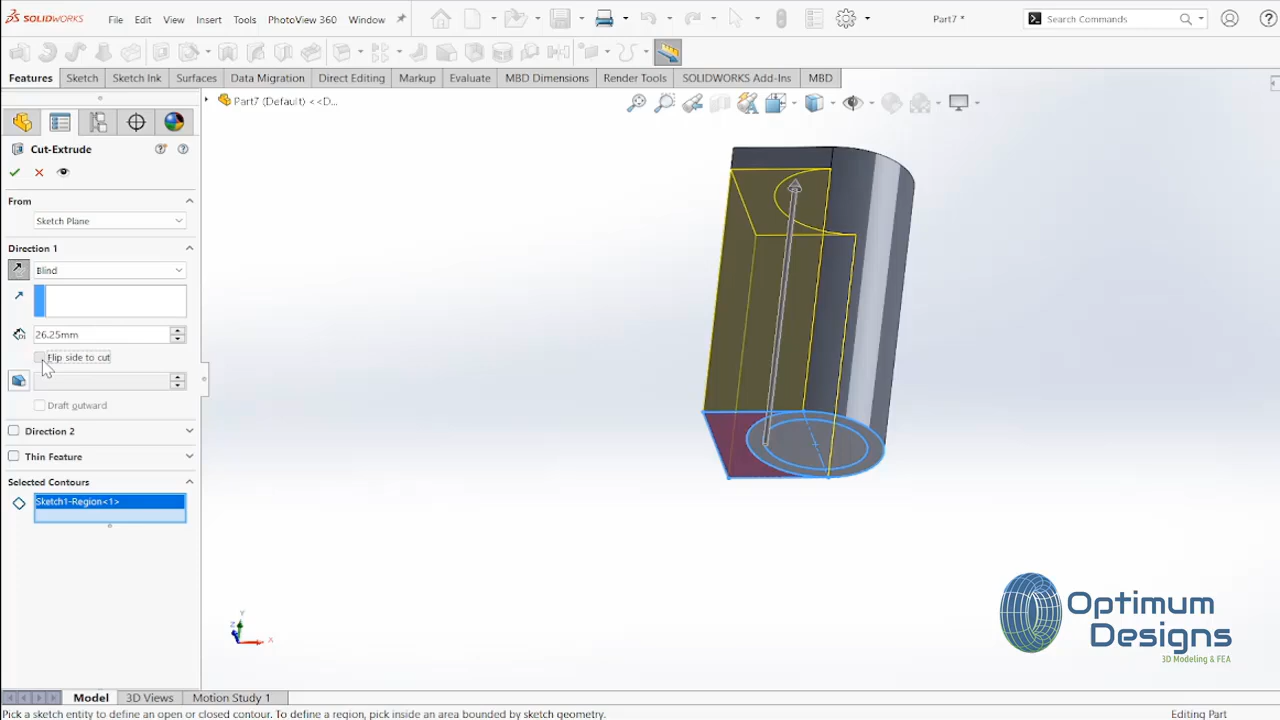 SOLIDWORKS File Edit View Insert Tools PhotoView 360 Window Part7 * Search Commands
Features Sketch Sketch Ink Surfaces Data Migration Direct Editing Markup Evaluate MBD Dimensions Render Tools SOLIDWORKS Add-Ins MBD
Part7 (Default) <<D...
Cut-Extrude
From
Sketch Plane
Direction 1
Blind
26.25mm
Flip side to cut
Draft outward
Direction 2
Thin Feature
Selected Contours
Sketch1-Region<1>
Y
Z
X
Optimum
Designs
3D Modeling & FEA
Model 3D Views Motion Study 1
Pick a sketch entity to define an open or closed contour. To define a region, pick inside an area bounded by sketch geometry. Editing Part